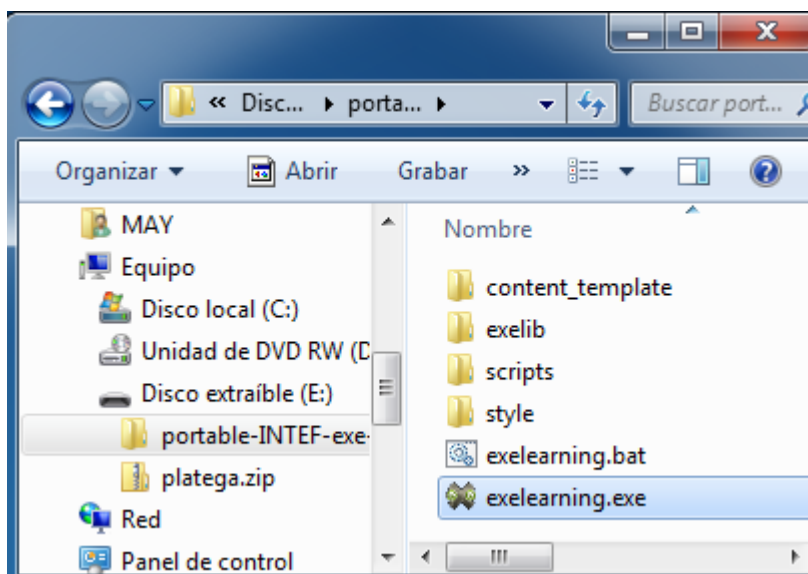 « Disc... ▸ porta... ▸
Buscar port...
Organizar
Abrir
Grabar
»
MAY
Equipo
Disco local (C:)
Unidad de DVD RW (D
Disco extraíble (E:)
portable-INTEF-exe-
platega.zip
Red
Panel de control
Nombre
content_template
exelib
scripts
style
exelearning.bat
exelearning.exe